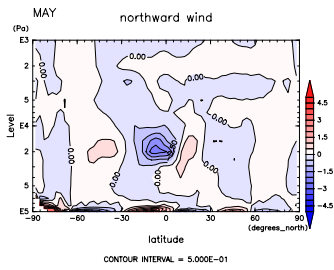 MAY
northward wind
(Pa)
E3
2
5
E4
2
5
E5
Level
0.00
0.00
0.00
0.00
0.00
0.00
0.00
0.00
−90
−60
−30
0
30
60
90
(degrees_north)
latitude
4.5
3
1.5
0
−1.5
−3
−4.5
CONTOUR INTERVAL = 5.000E−01